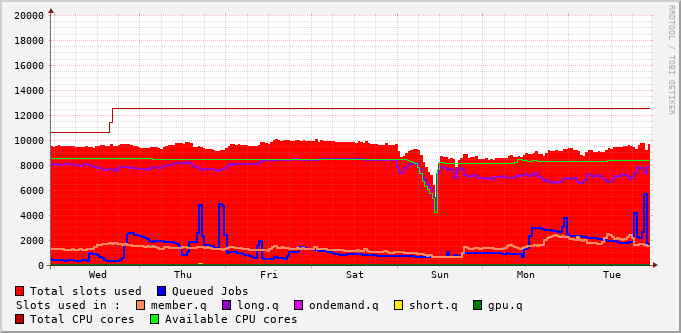 20000
18000
16000
14000
12000
10000
8000
6000
4000
2000
0
Wed Thu Fri Sat Sun Mon Tue
RRDTOOL / TOBI OETIKER
Total slots used Queued Jobs
Slots used in : member.q long.q ondemand.q short.q gpu.q
Total CPU cores Available CPU cores